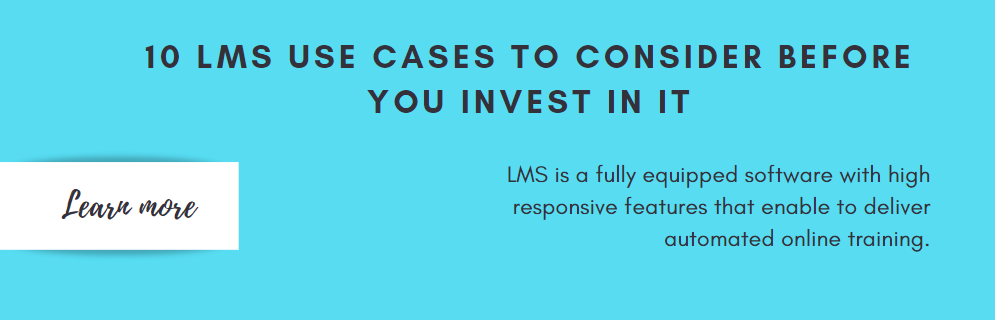 10 LMS USE CASES TO CONSIDER BEFORE
YOU INVEST IN IT
Learn more
LMS is a fully equipped software with high
responsive features that enable to deliver
automated online training.